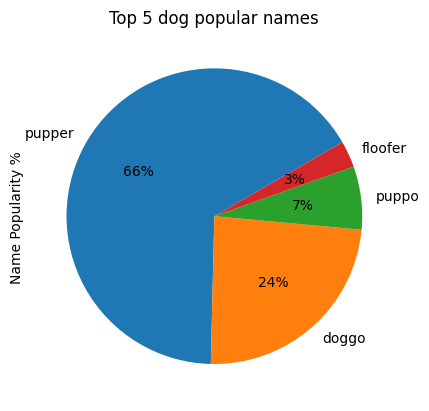 Top 5 dog popular names
pupper
floofer
66%
3%
puppo
7%
Name Popularity %
24%
doggo